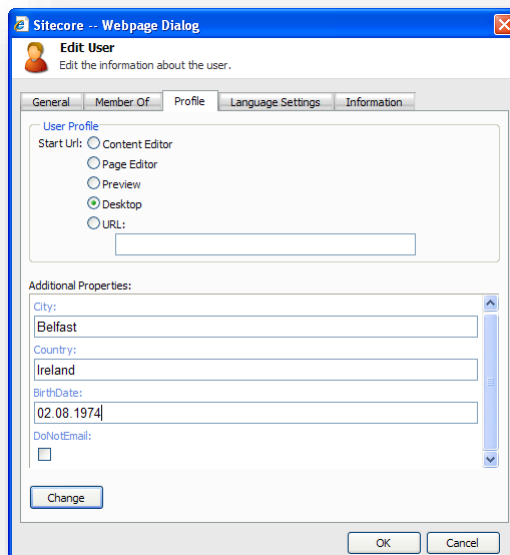 Sitecore -- Webpage Dialog
Edit User
Edit the information about the user.
General Member Of Profile Language Settings Information
User Profile
Start Url: Content Editor
Page Editor
Preview
Desktop
URL:
Additional Properties:
City:
Belfast
Country:
Ireland
BirthDate:
02.08.1974
DoNotEmail:
Change
OK Cancel